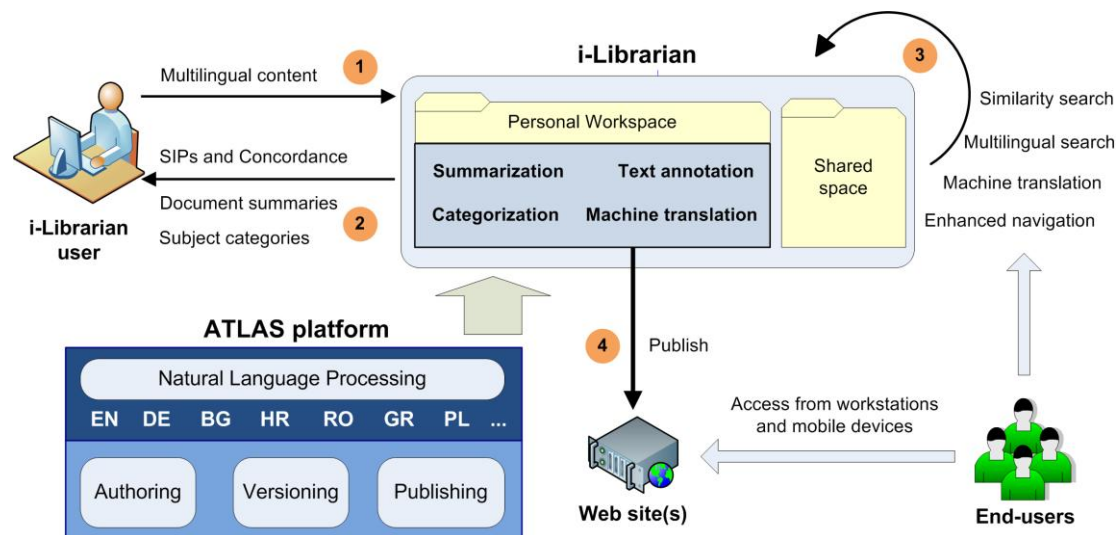 i-Librarian
1
Multilingual content
3
Similarity search
Personal Workspace
Multilingual search
SIPs and Concordance
Summarization
Text annotation
Shared
space
Machine translation
Document summaries
2
Categorization
Machine translation
Enhanced navigation
i-Librarian
user
Subject categories
ATLAS platform
4
Publish
Natural Language Processing
EN DE BG HR RO GR PL ...
Access from workstations
and mobile devices
Authoring
Versioning
Publishing
Web site(s)
End-users